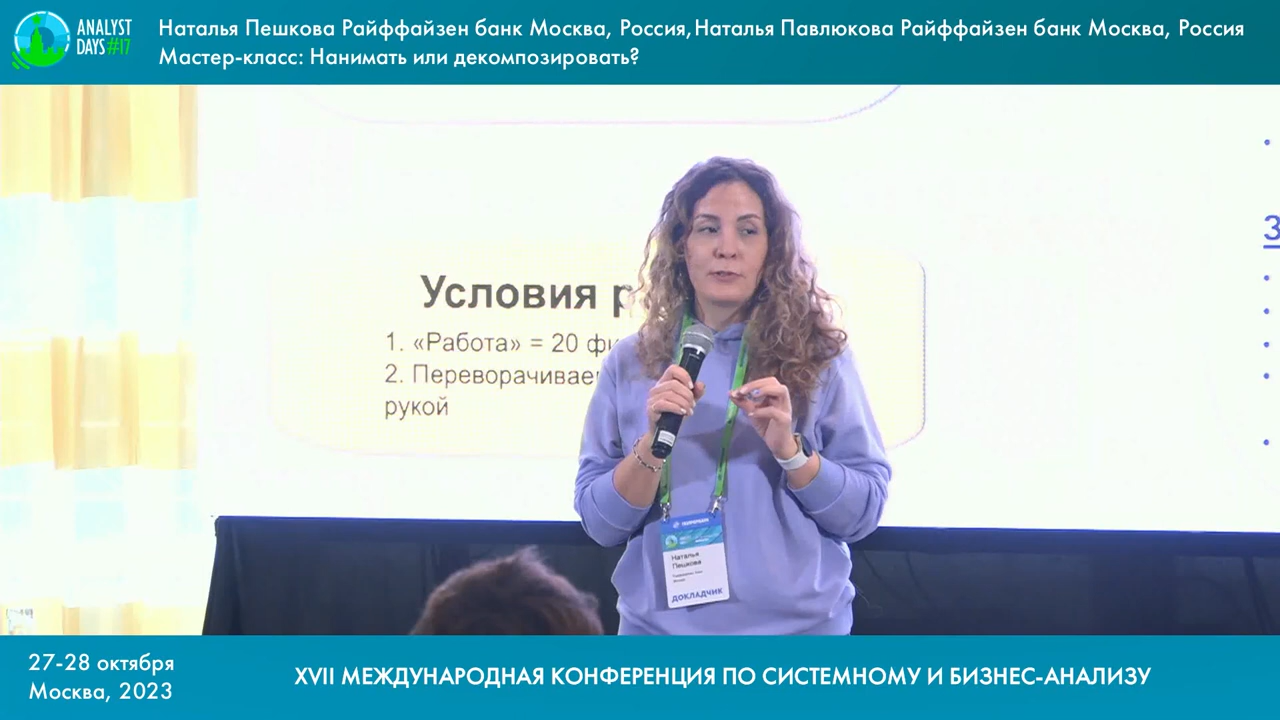 ANALYST
DAYS#17
Наталья Пешкова Райффайзен банк Москва, Россия,Наталья Павлюкова Райффайзен банк Москва, Россия
Мастер-класс: Нанимать или декомпозировать?
Условия р
1. «Работа» = 20 фи
2. Переворачивае
рукой
З
Наталья
Пешкова
ДОКЛАДЧИК
27-28 октября
Москва, 2023
XVII МЕЖДУНАРОДНАЯ КОНФЕРЕНЦИЯ ПО СИСТЕМНОМУ И БИЗНЕС-АНАЛИЗУ